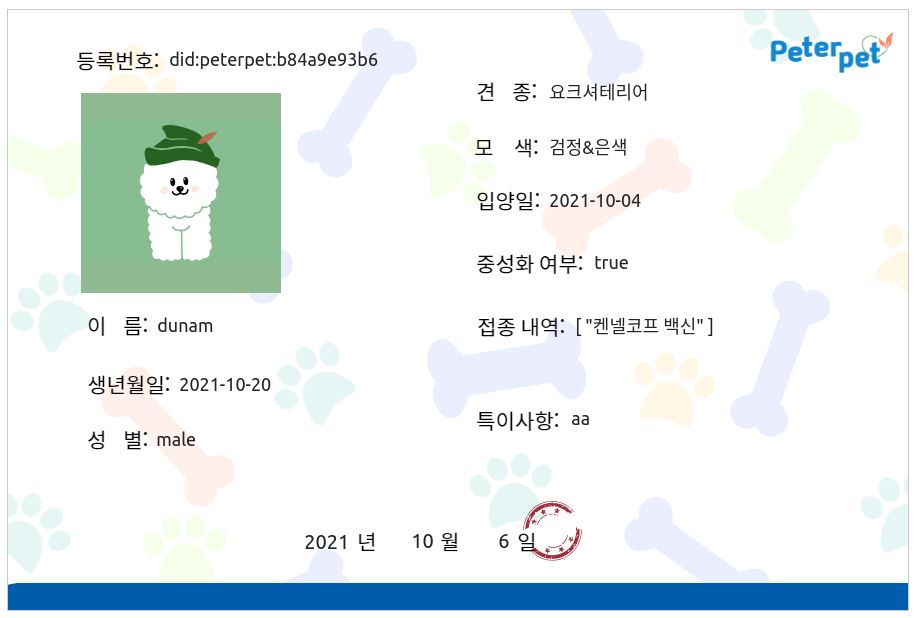 등록번호: did:peterpet:b84a9e93b6
Peterpet
견 종: 요크셔테리어
모 색: 검정&은색
입양일: 2021-10-04
중성화 여부: true
이 름: dunam
접종 내역: [ "켄넬코프 백신" ]
생년월일: 2021-10-20
특이사항: aa
성 별: male
2021 년 10 월 6 일